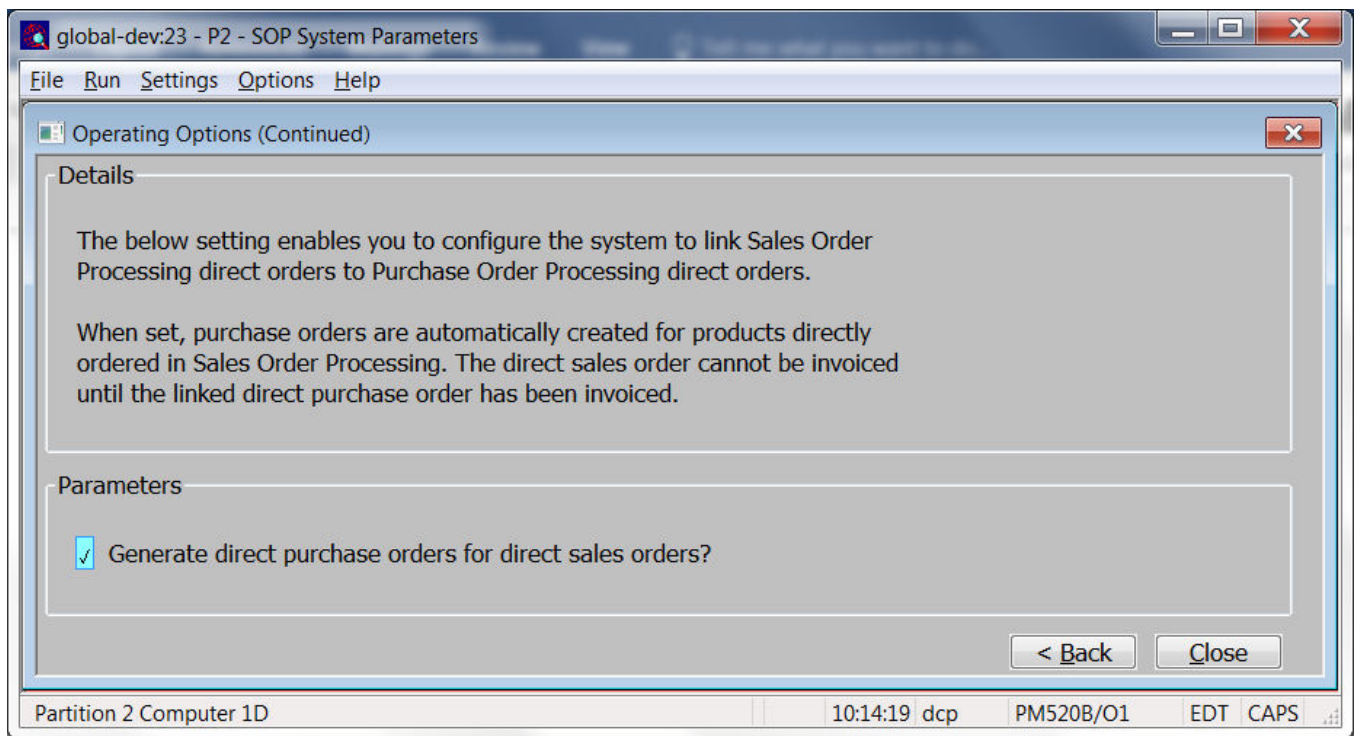 global-dev:23 - P2 - SOP System Parameters
File Run Settings Options Help
Operating Options (Continued)
Details
The below setting enables you to configure the system to link Sales Order
Processing direct orders to Purchase Order Processing direct orders.
When set, purchase orders are automatically created for products directly
ordered in Sales Order Processing. The direct sales order cannot be invoiced
until the linked direct purchase order has been invoiced.
Parameters
Generate direct purchase orders for direct sales orders?
< Back Close
Partition 2 Computer 1D 10:14:19 dcp PM520B/O1 EDT CAPS